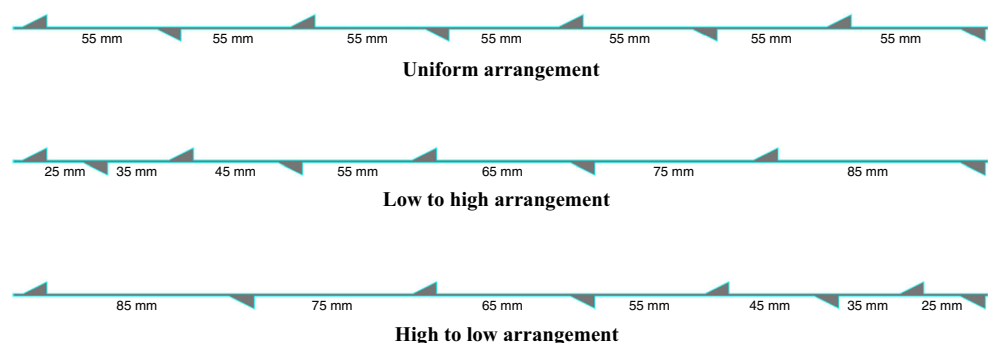 55 mm 55 mm 55 mm 55 mm 55 mm 55 mm 55 mm
Uniform arrangement
25 mm 35 mm 45 mm 55 mm 65 mm 75 mm 85 mm
Low to high arrangement
85 mm 75 mm 65 mm 55 mm 45 mm 35 mm 25 mm
High to low arrangement